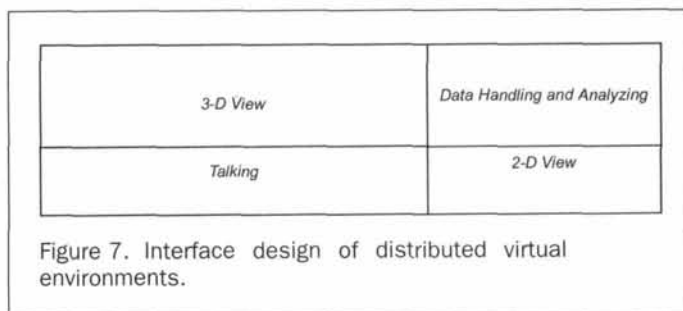 3-D View
Data Handling and Analyzing
Talking
2-D View
Figure 7. Interface design of distributed virtual
environments.